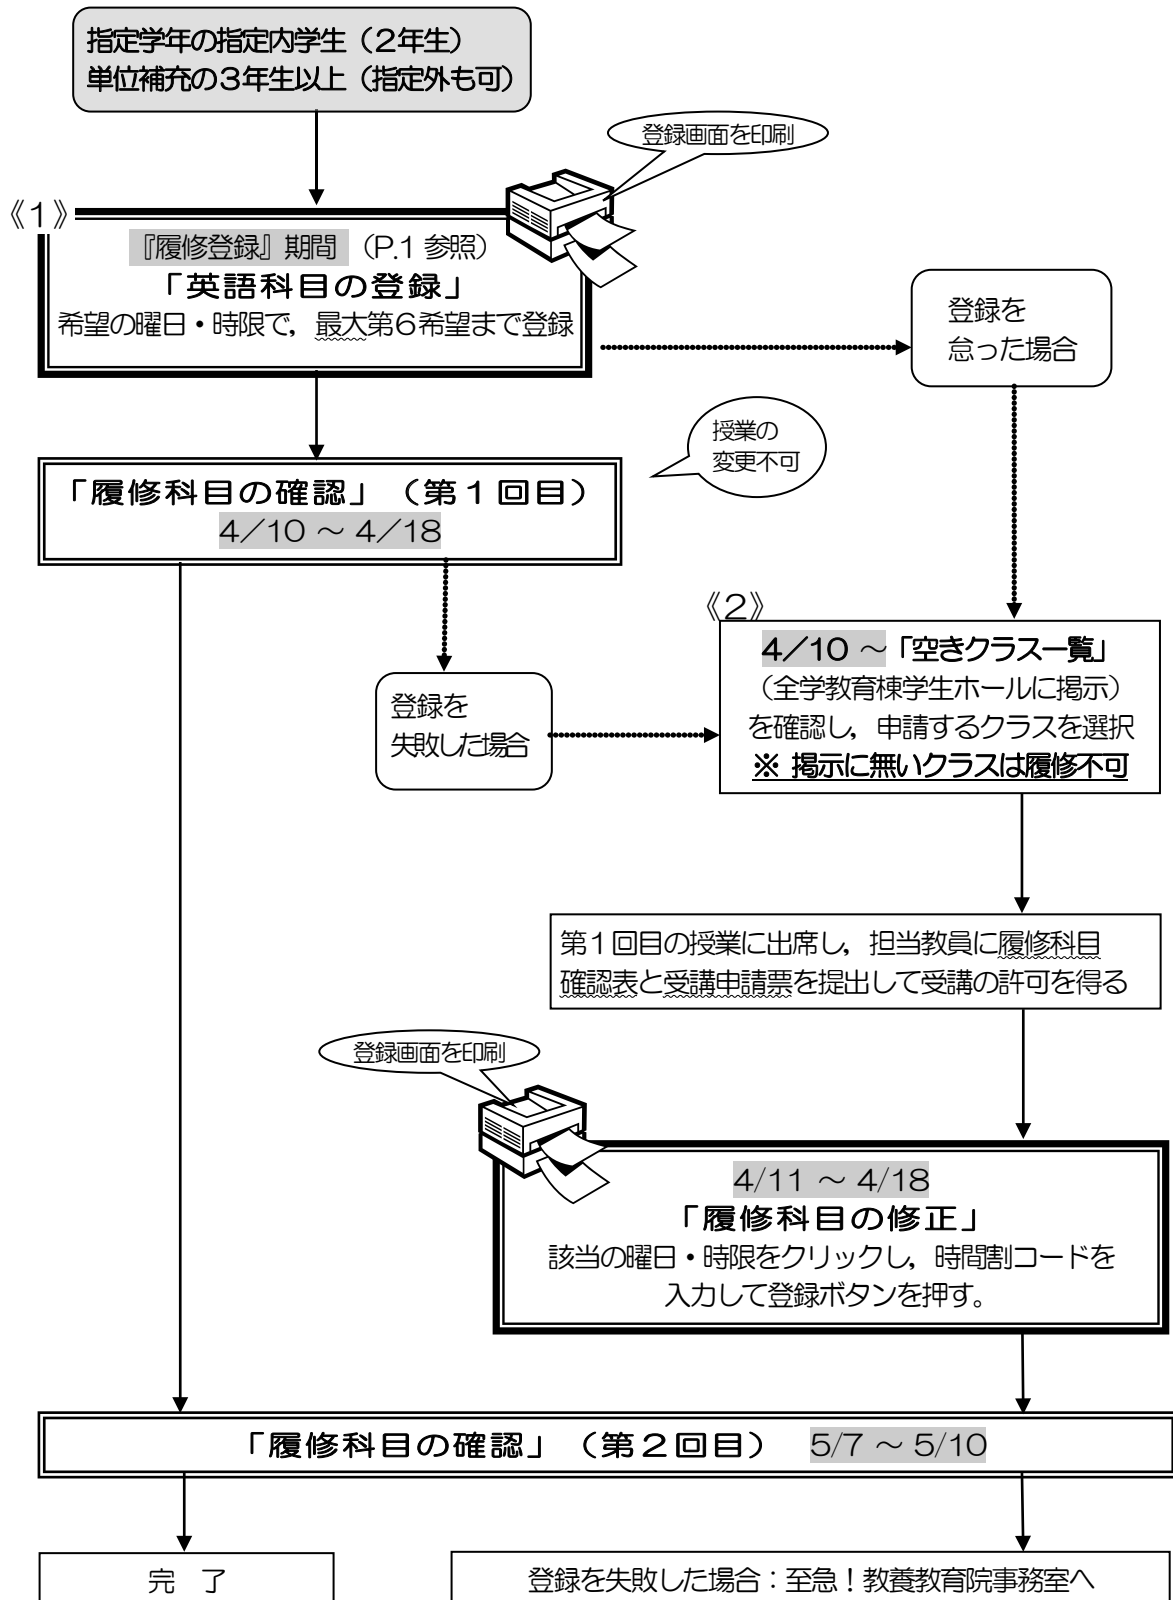 指定学年の指定内学生（２年生）
単位補充の３年生以上（指定外も可）
登録画面を印刷
《１》
『履修登録』期間 （P.1 参照）
「英語科目の登録」
希望の曜日・時限で，最大第６希望まで登録
登録を
怠った場合
授業の
変更不可
「履修科目の確認」（第１回目）
4／10 ～ 4／18
《２》
4／10 ～「空きクラス一覧」
（全学教育棟学生ホールに掲示）
を確認し，申請するクラスを選択
※ 掲示に無いクラスは履修不可
登録を
失敗した場合
第１回目の授業に出席し，担当教員に履修科目
確認表と受講申請票を提出して受講の許可を得る
登録画面を印刷
4/11 ～ 4/18
「履修科目の修正」
該当の曜日・時限をクリックし，時間割コードを
入力して登録ボタンを押す。
「履修科目の確認」（第２回目） 5/7 ～ 5/10
完 了
登録を失敗した場合：至急！教養教育院事務室へ